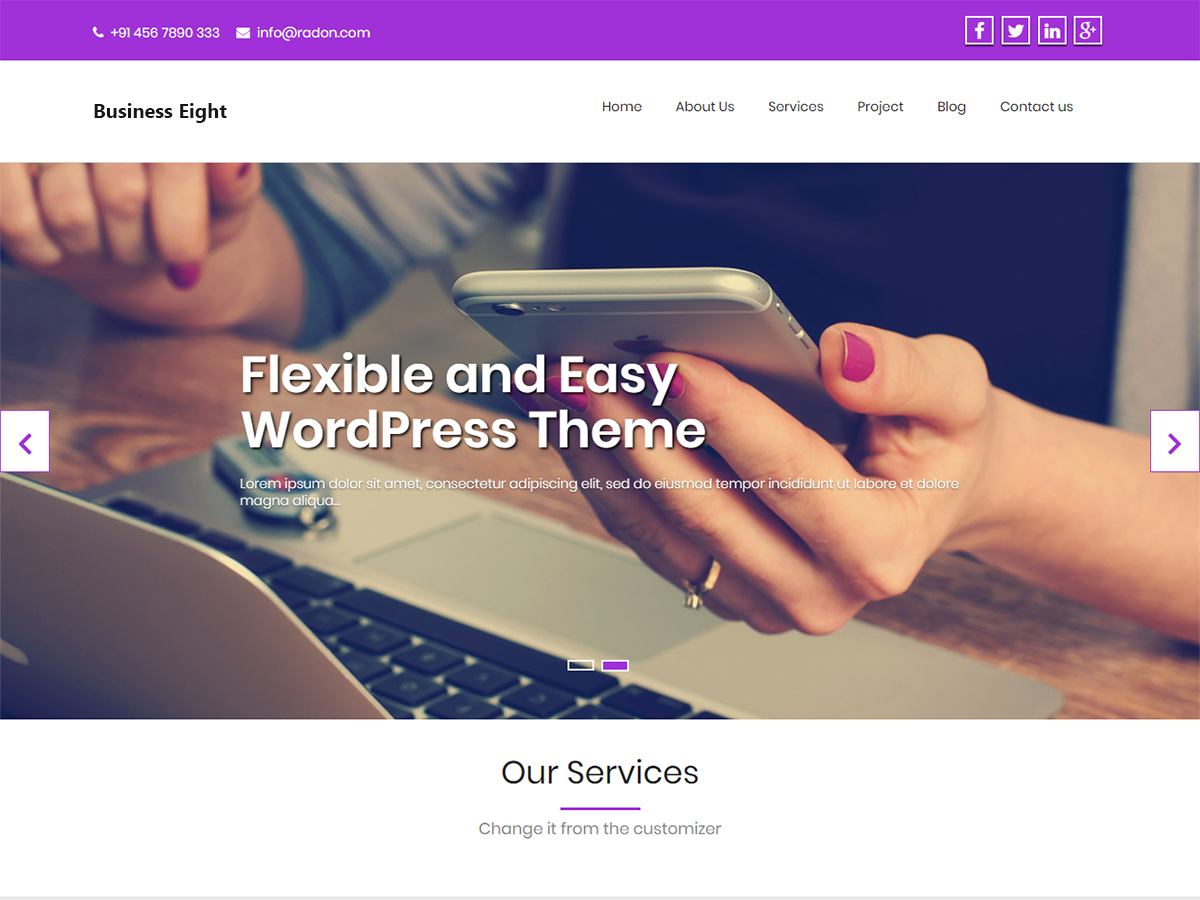 +91 456 7890 333 info@radon.com
Business Eight
Home About Us Services Project Blog Contact us
Flexible and Easy
WordPress Theme
Lorem ipsum dolor sit amet, consectetur adipiscing elit, sed do eiusmod tempor incididunt ut labore et dolore
magna aliqua...
Our Services
Change it from the customizer